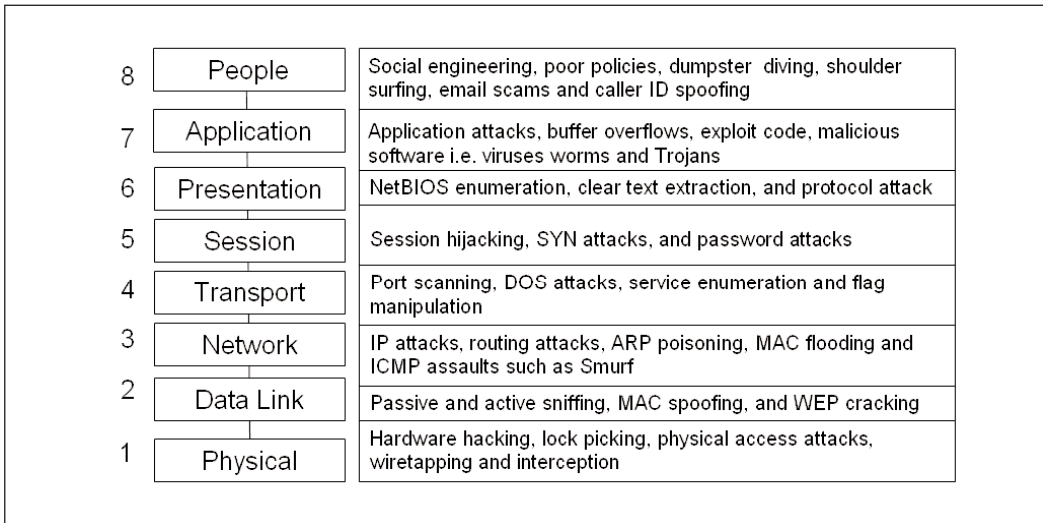 8
People
Social engineering, poor policies, dumpster diving, shoulder
surfing, email scams and caller ID spoofing
7
Application
Application attacks, buffer overflows, exploit code, malicious
software i.e. viruses worms and Trojans
6
Presentation
NetBIOS enumeration, clear text extraction, and protocol attack
5
Session
Session hijacking, SYN attacks, and password attacks
4
Transport
Port scanning, DOS attacks, service enumeration and flag
manipulation
3
Network
IP attacks, routing attacks, ARP poisoning, MAC flooding and
ICMP assaults such as Smurf
2
Data Link
Passive and active sniffing, MAC spoofing, and WEP cracking
1
Physical
Hardware hacking, lock picking, physical access attacks,
wiretapping and interception